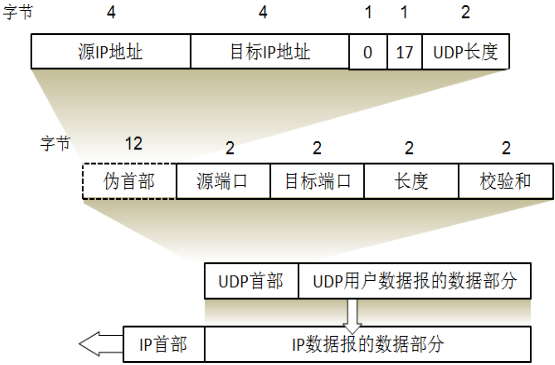 字节 4 4 1 1 2
源IP地址 目标IP地址 0 17 UDP长度
字节 12 2 2 2 2
伪首部 源端口 目标端口 长度 校验和
UDP首部 UDP用户数据报的数据部分
IP首部 IP数据报的数据部分